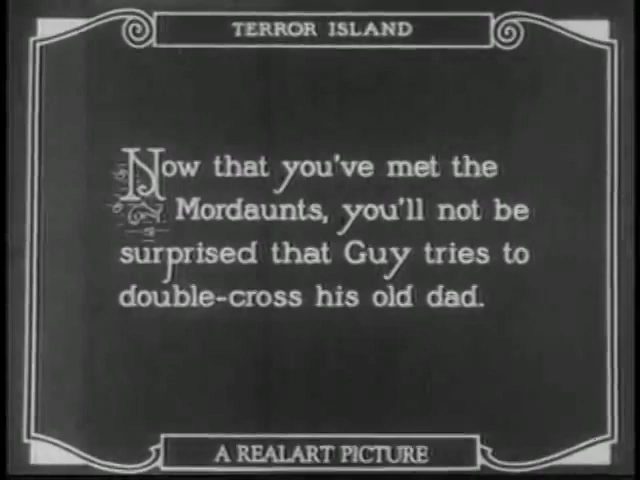 TERROR ISLAND
Now that you've met the
Mordaunts, you'll not be
surprised that Guy tries to
double-cross his old dad.
A REALART PICTURE